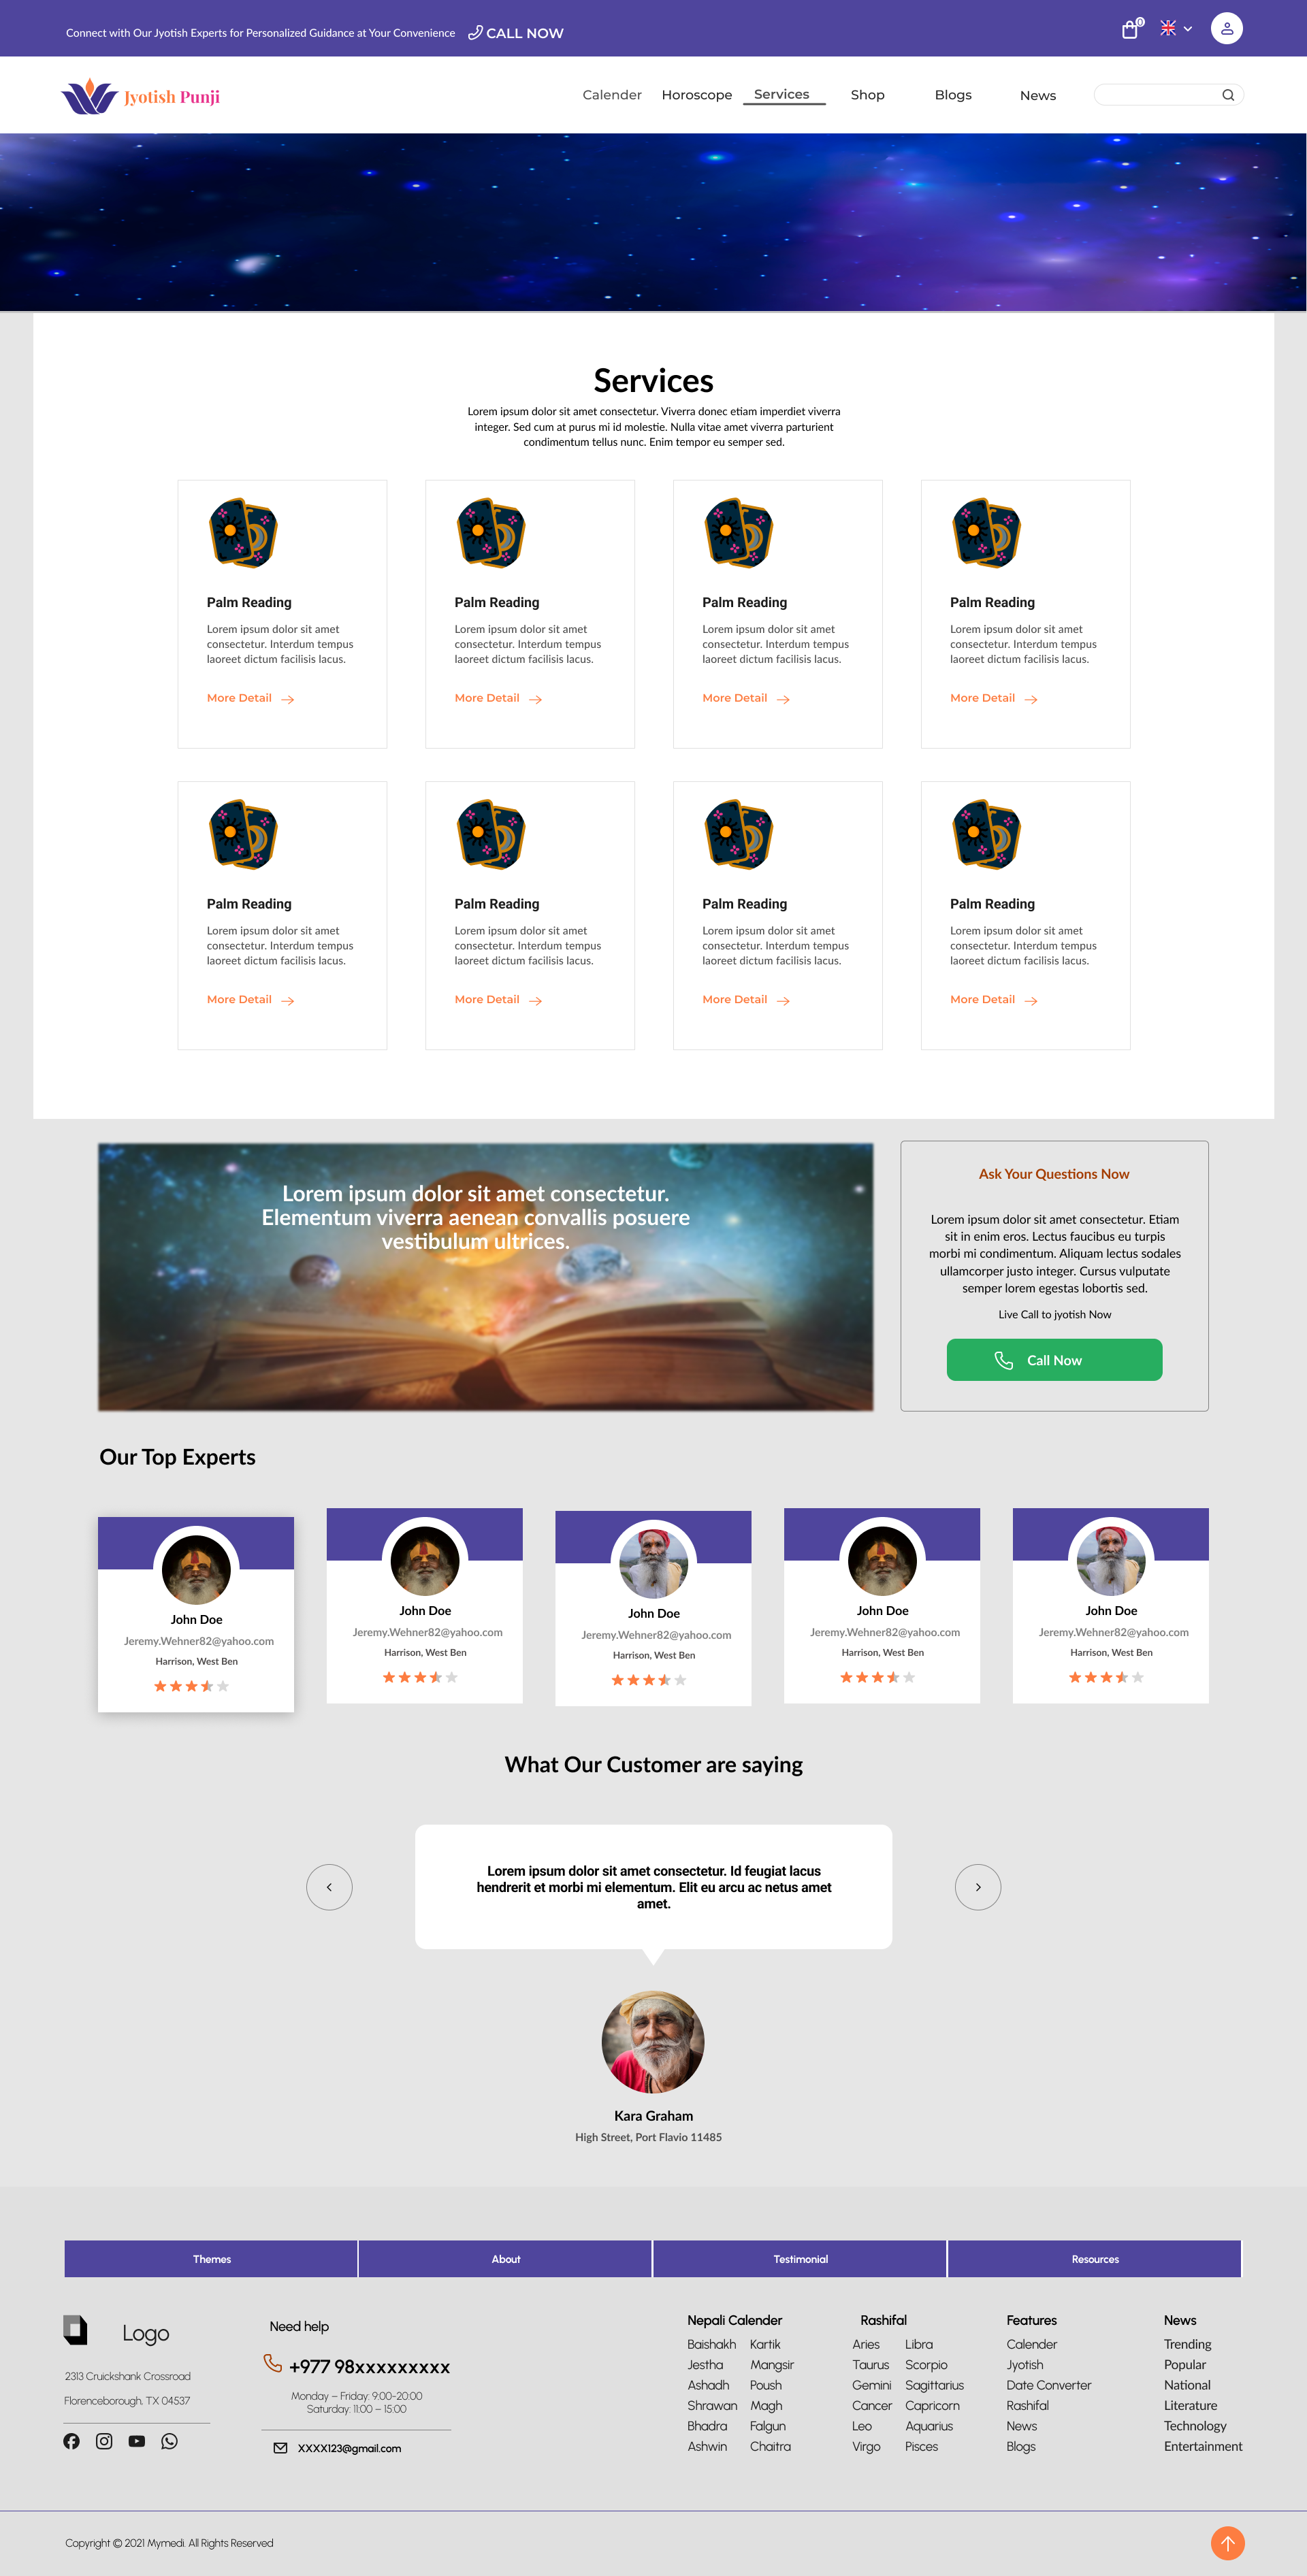 Connect with Our Jyotish Experts for Personalized Guidance at Your Convenience
CALL NOW
0
Jyotish Punji
Calender
Horoscope
Services
Shop
Blogs
News
Services
Lorem ipsum dolor sit amet consectetur. Viverra donec etiam imperdiet viverra
integer. Sed cum at purus mi id molestie. Nulla vitae amet viverra parturient
condimentum tellus nunc. Enim tempor eu semper sed.
Palm Reading
Lorem ipsum dolor sit amet
consectetur. Interdum tempus
laoreet dictum facilisis lacus.
More Detail
Palm Reading
Lorem ipsum dolor sit amet
consectetur. Interdum tempus
laoreet dictum facilisis lacus.
More Detail
Palm Reading
Lorem ipsum dolor sit amet
consectetur. Interdum tempus
laoreet dictum facilisis lacus.
More Detail
Palm Reading
Lorem ipsum dolor sit amet
consectetur. Interdum tempus
laoreet dictum facilisis lacus.
More Detail
Palm Reading
Lorem ipsum dolor sit amet
consectetur. Interdum tempus
laoreet dictum facilisis lacus.
More Detail
Palm Reading
Lorem ipsum dolor sit amet
consectetur. Interdum tempus
laoreet dictum facilisis lacus.
More Detail
Palm Reading
Lorem ipsum dolor sit amet
consectetur. Interdum tempus
laoreet dictum facilisis lacus.
More Detail
Palm Reading
Lorem ipsum dolor sit amet
consectetur. Interdum tempus
laoreet dictum facilisis lacus.
More Detail
Lorem ipsum dolor sit amet consectetur.
Elementum viverra aenean convallis posuere
vestibulum ultrices.
Ask Your Questions Now
Lorem ipsum dolor sit amet consectetur. Etiam
sit in enim eros. Lectus faucibus eu turpis
morbi mi condimentum. Aliquam lectus sodales
ullamcorper justo integer. Cursus vulputate
semper lorem egestas lobortis sed.
Live Call to jyotish Now
Call Now
Our Top Experts
John Doe
Jeremy.Wehner82@yahoo.com
Harrison, West Ben
John Doe
Jeremy.Wehner82@yahoo.com
Harrison, West Ben
John Doe
Jeremy.Wehner82@yahoo.com
Harrison, West Ben
John Doe
Jeremy.Wehner82@yahoo.com
Harrison, West Ben
John Doe
Jeremy.Wehner82@yahoo.com
Harrison, West Ben
What Our Customer are saying
Lorem ipsum dolor sit amet consectetur. Id feugiat lacus
hendrerit et morbi mi elementum. Elit eu arcu ac netus amet
amet.
Kara Graham
High Street, Port Flavio 11485
Themes
About
Testimonial
Resources
Logo
2313 Cruickshank Crossroad
Florenceborough, TX 04537
Need help
+977 98xxxxxxxxx
Monday – Friday: 9:00-20:00
Saturday: 11:00 – 15:00
XXXX123@gmail.com
Nepali Calender
Baishakh Kartik
Jestha Mangsir
Ashadh Poush
Shrawan Magh
Bhadra Falgun
Ashwin Chaitra
Rashifal
Aries Libra
Taurus Scorpio
Gemini Sagittarius
Cancer Capricorn
Leo Aquarius
Virgo Pisces
Features
Calender
Jyotish
Date Converter
Rashifal
News
Blogs
News
Trending
Popular
National
Literature
Technology
Entertainment
Copyright © 2021 Mymedi. All Rights Reserved